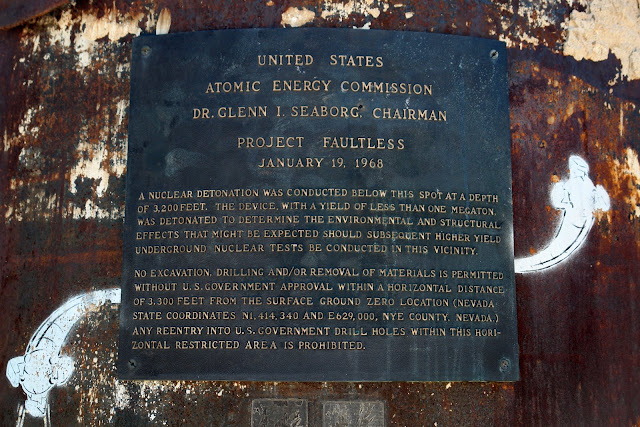 UNITED STATES
ATOMIC ENERGY COMMISSION
DR. GLENN I. SEABORG, CHAIRMAN
PROJECT FAULTLESS
JANUARY 19, 1968
A NUCLEAR DETONATION WAS CONDUCTED BELOW THIS SPOT AT A DEPTH
OF 3,200 FEET. THE DEVICE, WITH A YIELD OF LESS THAN ONE MEGATON,
WAS DETONATED TO DETERMINE THE ENVIRONMENTAL AND STRUCTURAL
EFFECTS THAT MIGHT BE EXPECTED SHOULD SUBSEQUENT HIGHER YIELD
UNDERGROUND NUCLEAR TESTS BE CONDUCTED IN THIS VICINITY.
NO EXCAVATION, DRILLING AND/OR REMOVAL OF MATERIALS IS PERMITTED
WITHOUT U.S. GOVERNMENT APPROVAL WITHIN A HORIZONTAL DISTANCE
OF 3,300 FEET FROM THE SURFACE GROUND ZERO LOCATION (NEVADA
STATE COORDINATES N1,414,340 AND E629,000, NYE COUNTY, NEVADA.)
ANY REENTRY INTO U.S. GOVERNMENT DRILL HOLES WITHIN THIS HORI-
ZONTAL RESTRICTED AREA IS PROHIBITED.